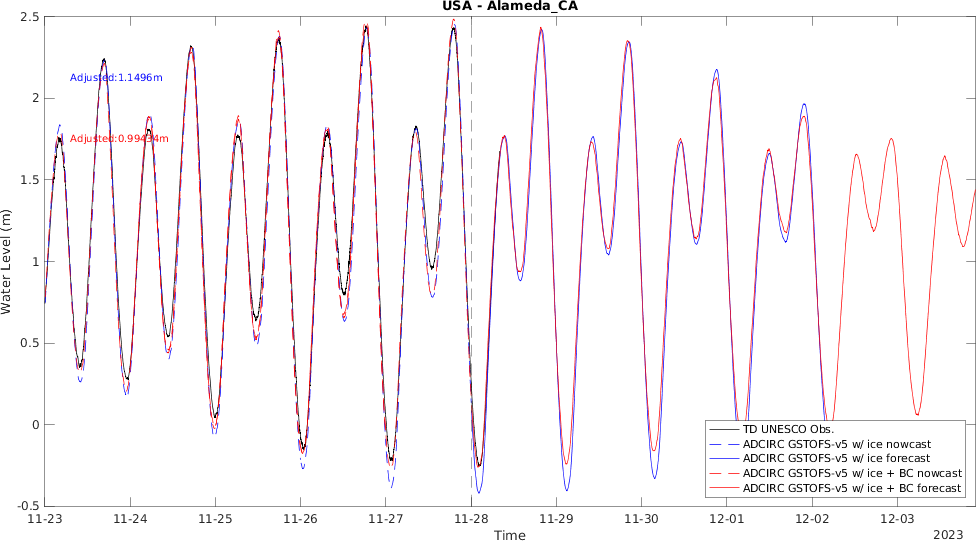 USA - Alameda_CA
2.5
2
1.5
1
0.5
0
-0.5
Water Level (m)
Adjusted:1.1496m
Adjusted:0.99434m
TD UNESCO Obs.
ADCIRC GSTOFS-v5 w/ ice nowcast
ADCIRC GSTOFS-v5 w/ ice forecast
ADCIRC GSTOFS-v5 w/ ice + BC nowcast
ADCIRC GSTOFS-v5 w/ ice + BC forecast
11-23 11-24 11-25 11-26 11-27 11-28 11-29 11-30 12-01 12-02 12-03
Time
2023